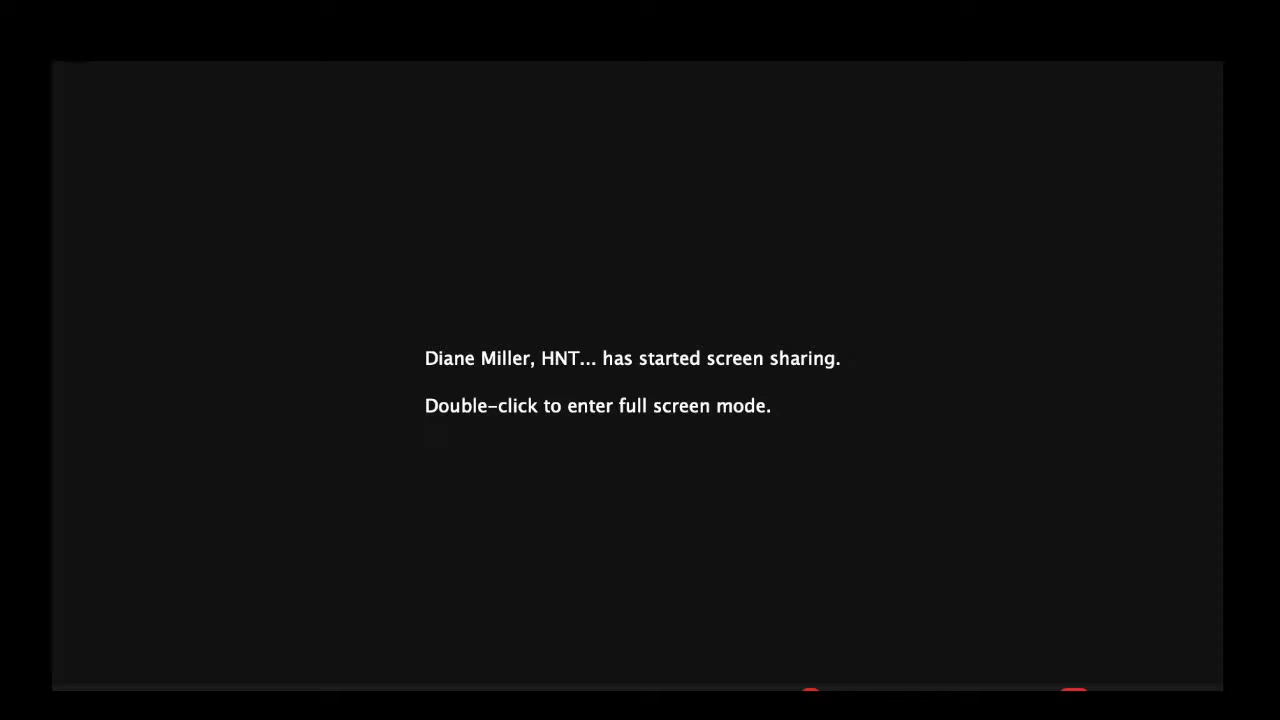 Diane Miller, HNT... has started screen sharing.
Double-click to enter full screen mode.